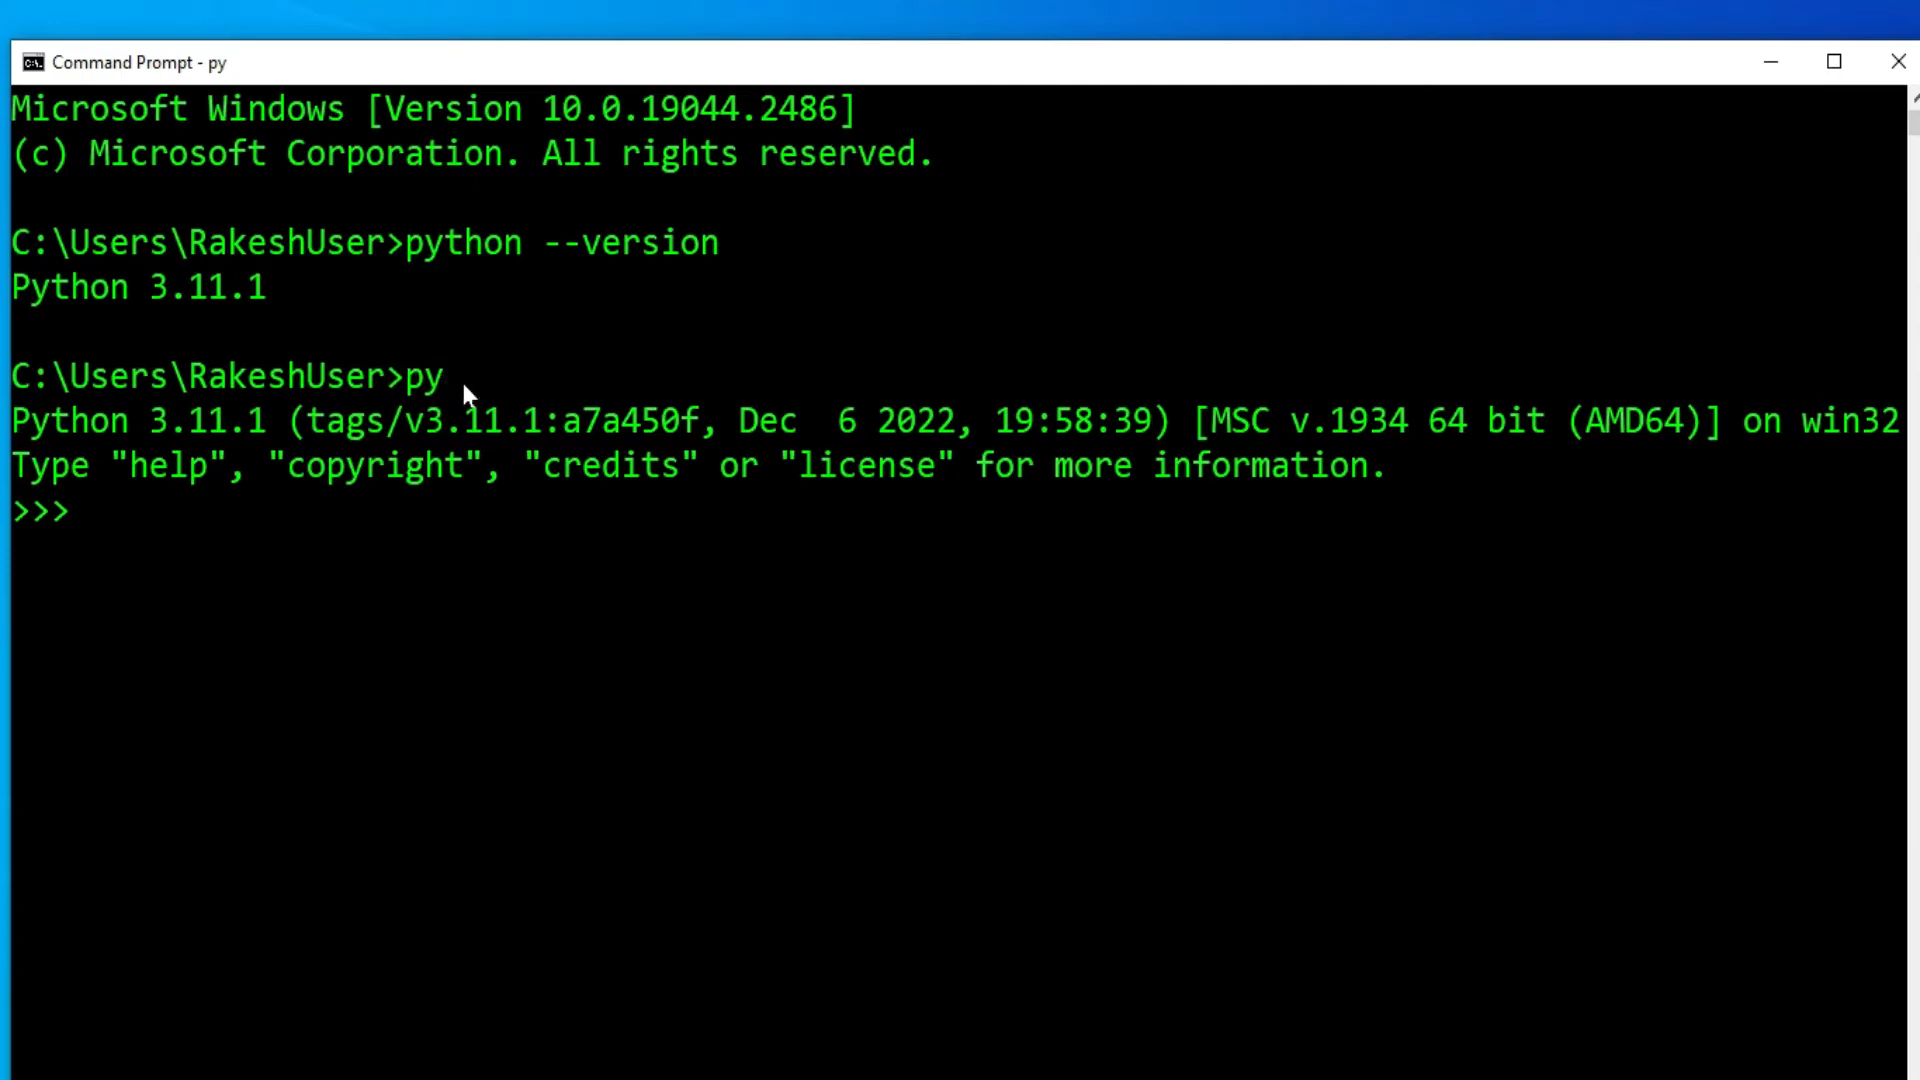 Command Prompt - py
Microsoft Windows [Version 10.0.19044.2486]
(c) Microsoft Corporation. All rights reserved.
C:\Users\RakeshUser>python --version
Python 3.11.1
C:\Users\RakeshUser>py
Python 3.11.1 (tags/v3.11.1:a7a450f, Dec  6 2022, 19:58:39) [MSC v.1934 64 bit (AMD64)] on win32
Type "help", "copyright", "credits" or "license" for more information.
>>>